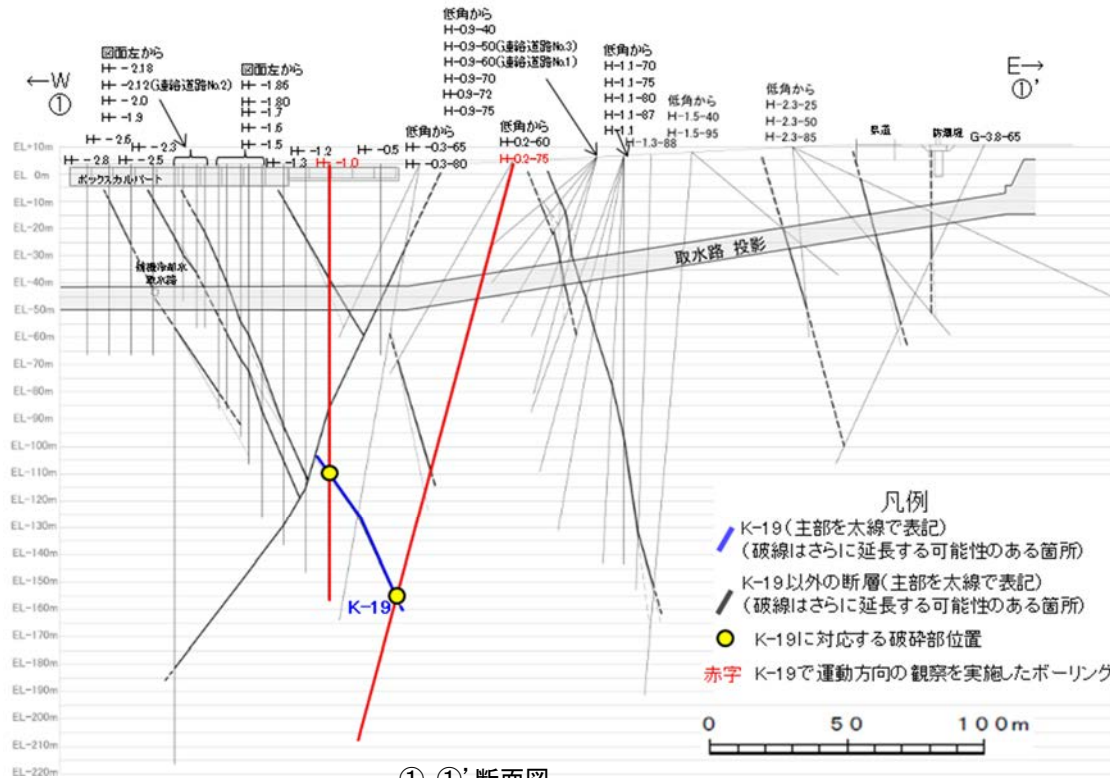 低角から
H-0.9-40
H-0.9-50(G連絡道路No.3)
H-0.9-60(連絡道路No.1)
H-0.9-70
H-0.9-72
H-0.9-75
図面左から
H- -2.18
H- -2.12(G連絡道路No.2)
H- -2.0
H- -1.9
図面左から
H- -1.85
H- -1.80
H- -1.7
H- -1.6
H- -1.5
低角から
H-1.1-70
H-1.1-75
H-1.1-80
H-1.1-87
H-1.1
←W
①
E→
①'
低角から
H-1.5-40
H-1.5-95
低角から
H-2.3-25
H-2.3-50
H-2.3-85
県道
防潮堤
G-3.8-65
低角から
-0.3-65
-0.3-80
低角から
H-0.2-60
H-0.2-75
H-1.3-88
H- -2.6
H- -2.3
H- -2.8
H- -2.5
H- -1.2
H- -1.3
H- -1.0
H- -0.5
ボックスカルバート
補機冷却水
取水路
取水路 投影
EL+10m
EL 0m
EL-10m
EL-20m
EL-30m
EL-40m
EL-50m
EL-60m
EL-70m
EL-80m
EL-90m
EL-100m
EL-110m
EL-120m
EL-130m
EL-140m
EL-150m
EL-160m
EL-170m
EL-180m
EL-190m
EL-200m
EL-210m
EL-220m
K-19
凡例
K-19(主部を太線で表記)
(破線はさらに延長する可能性のある箇所)
K-19以外の断層(主部を太線で表記)
(破線はさらに延長する可能性のある箇所)
K-19に対応する破砕部位置
赤字 K-19で運動方向の観察を実施したボーリング
0 50 100m
①-①'断面図